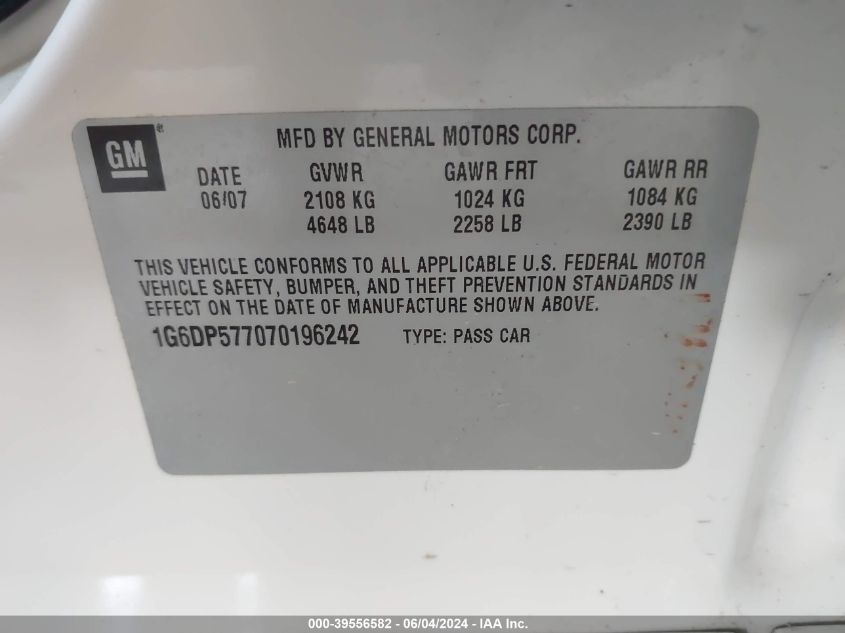 GM®
MFD BY GENERAL MOTORS CORP.
DATE GVWR GAWR FRT GAWR RR
06/07 2108 KG 1024 KG 1084 KG
4648 LB 2258 LB 2390 LB
THIS VEHICLE CONFORMS TO ALL APPLICABLE U.S. FEDERAL MOTOR
VEHICLE SAFETY, BUMPER, AND THEFT PREVENTION STANDARDS IN
EFFECT ON THE DATE OF MANUFACTURE SHOWN ABOVE.
1G6DP577070196242 TYPE: PASS CAR
000-39556582 - 06/04/2024 - IAA Inc.